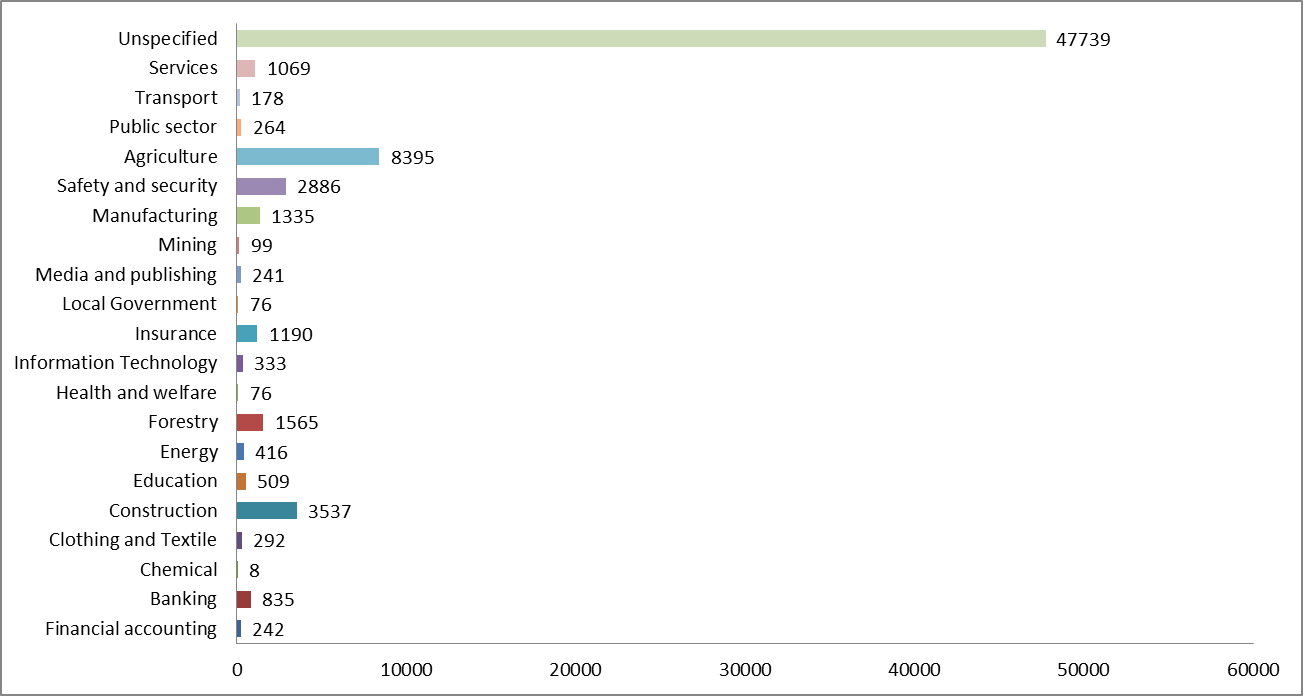 Unspecified 47739
Services 1069
Transport 178
Public sector 264
Agriculture 8395
Safety and security 2886
Manufacturing 1335
Mining 99
Media and publishing 241
Local Government 76
Insurance 1190
Information Technology 333
Health and welfare 76
Forestry 1565
Energy 416
Education 509
Construction 3537
Clothing and Textile 292
Chemical 8
Banking 835
Financial accounting 242
0 10000 20000 30000 40000 50000 60000